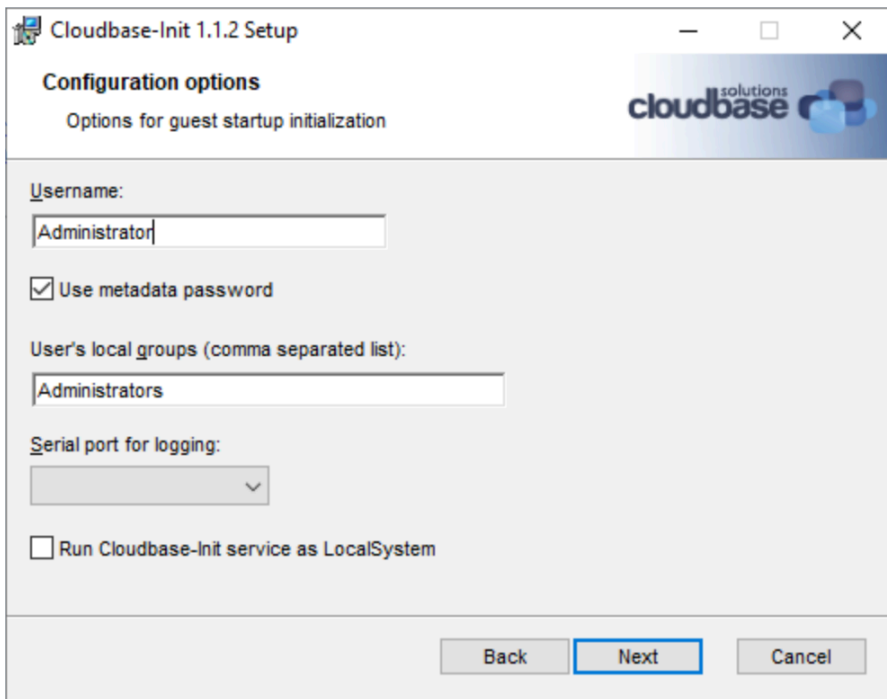 Cloudbase-Init 1.1.2 Setup
Configuration options
Options for guest startup initialization
solutions
cloudbase
Username:
Administrator
Use metadata password
User's local groups (comma separated list):
Administrators
Serial port for logging:
Run Cloudbase-Init service as LocalSystem
Back Next Cancel